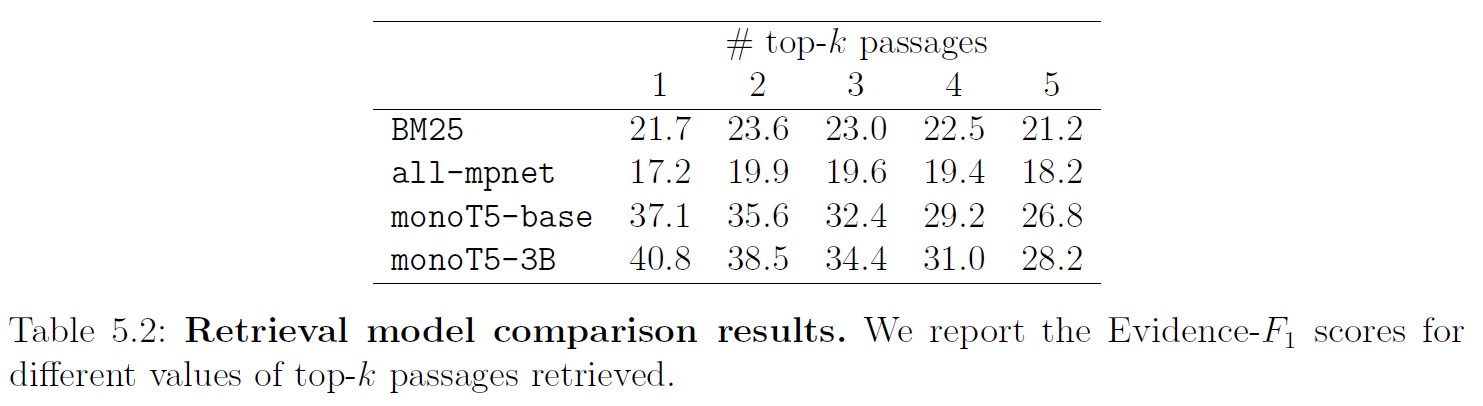 # top-k passages
1 2 3 4 5
BM25 21.7 23.6 23.0 22.5 21.2
all-mpnet 17.2 19.9 19.6 19.4 18.2
monoT5-base 37.1 35.6 32.4 29.2 26.8
monoT5-3B 40.8 38.5 34.4 31.0 28.2
Table 5.2: Retrieval model comparison results. We report the Evidence-F₁ scores for
different values of top-k passages retrieved.